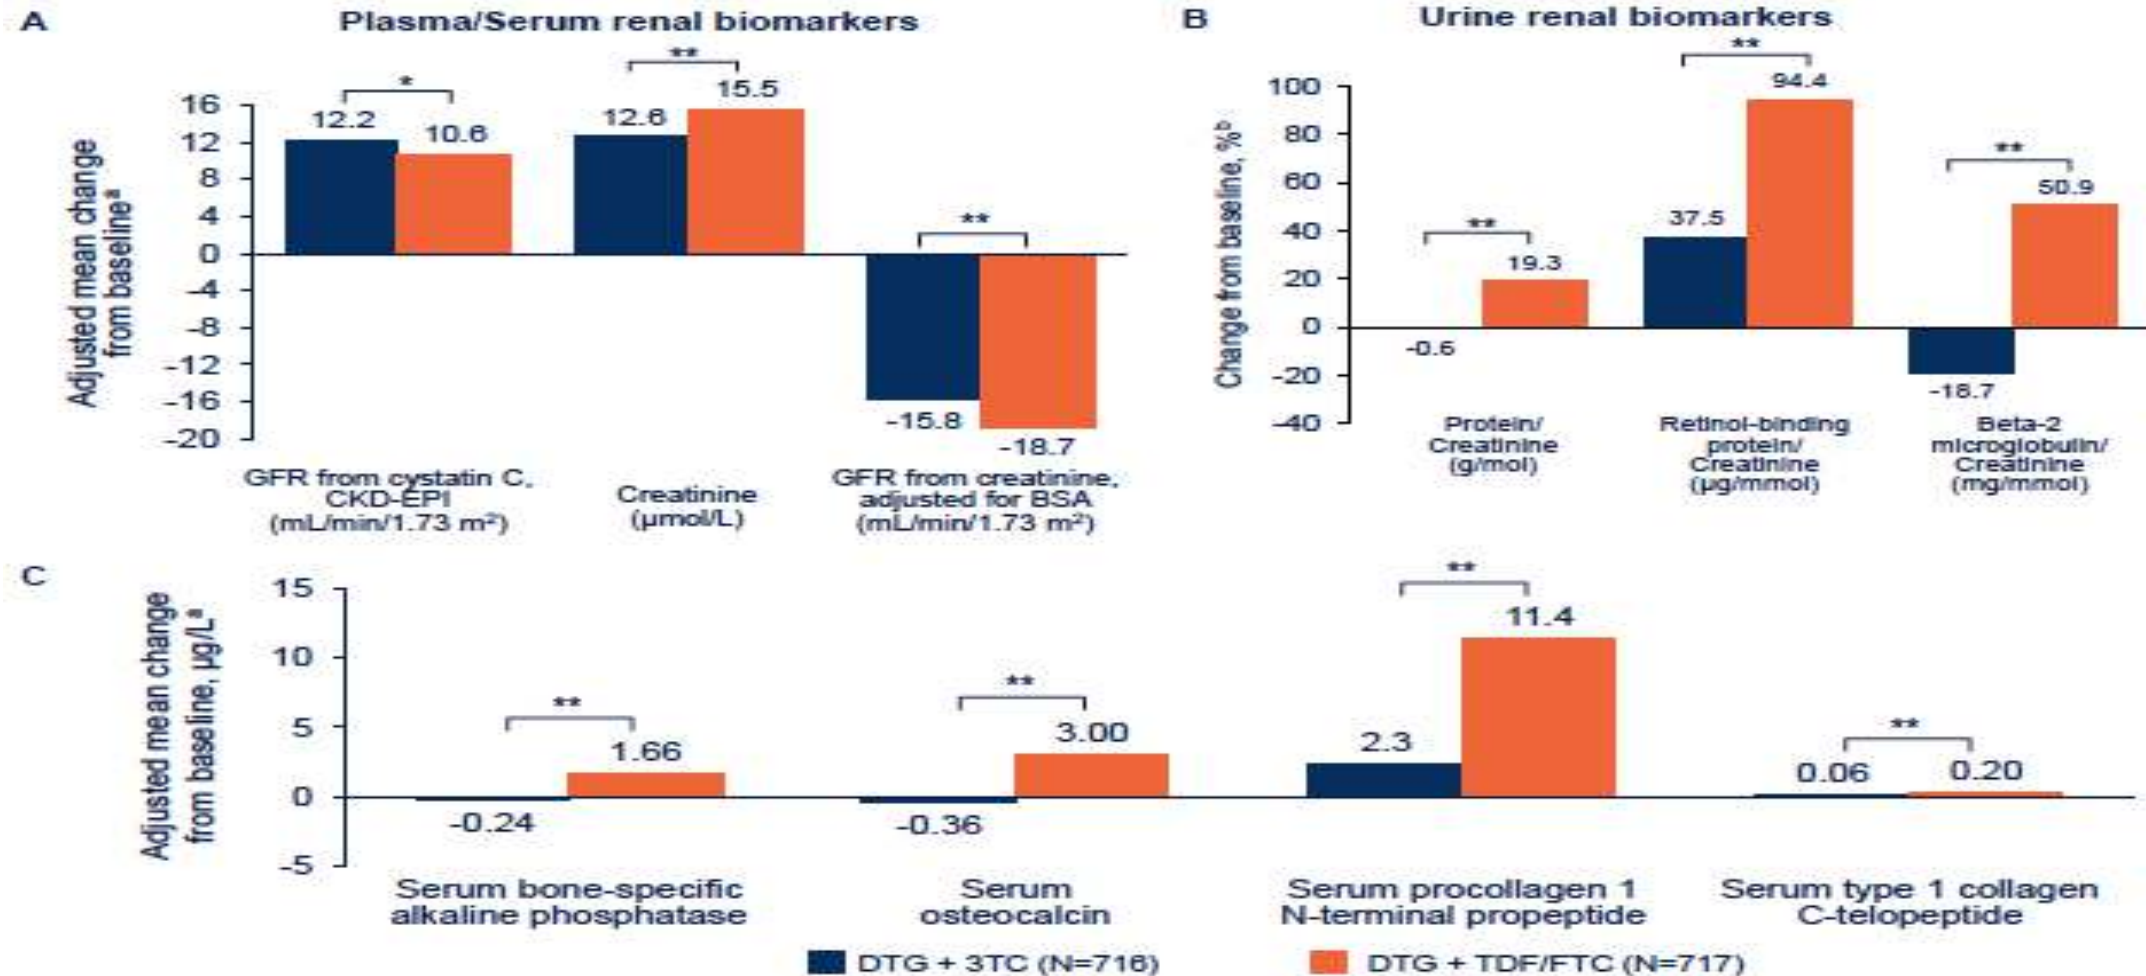 A
Plasma/Serum renal biomarkers
Adjusted mean change
from baselineᵃ
16
12
8
4
0
-4
-8
-12
-16
-20
*
12.2
10.6
**
12.6
15.5
**
-15.8
-18.7
GFR from cystatin C,
CKD-EPI
(mL/min/1.73 m²)
Creatinine
(µmol/L)
GFR from creatinine,
adjusted for BSA
(mL/min/1.73 m²)
B
Urine renal biomarkers
Change from baseline, %ᵇ
100
80
60
40
20
0
-20
-40
**
-0.6
19.3
**
37.5
94.4
**
-18.7
50.9
Protein/
Creatinine
(g/mol)
Retinol-binding
protein/
Creatinine
(µg/mmol)
Beta-2
microglobulin/
Creatinine
(mg/mmol)
C
Adjusted mean change
from baseline, µg/Lᵃ
15
10
5
0
-5
**
-0.24
1.66
**
-0.36
3.00
**
2.3
11.4
**
0.06
0.20
Serum bone-specific
alkaline phosphatase
Serum
osteocalcin
Serum procollagen 1
N-terminal propeptide
Serum type 1 collagen
C-telopeptide
DTG + 3TC (N=716)
DTG + TDF/FTC (N=717)